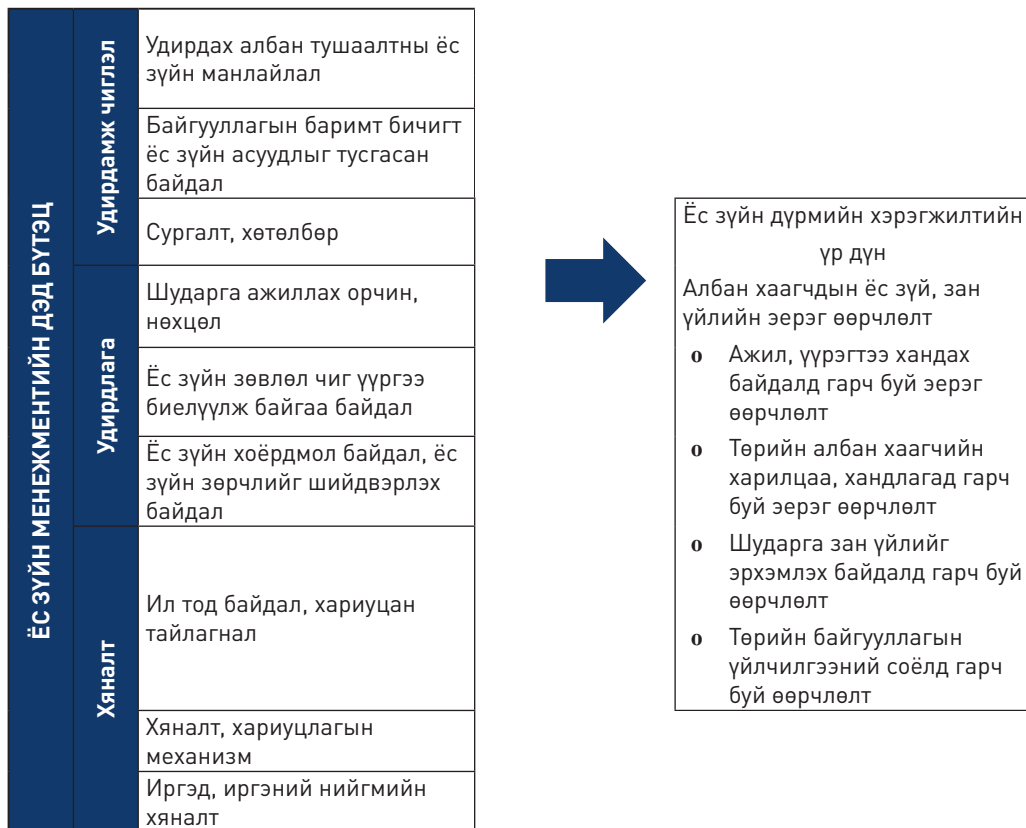 ЁС ЗҮЙН МЕНЕЖМЕНТИЙН ДЭД БҮТЭЦ
Удирдамж чиглэл
Удирдах албан тушаалтны ёс
зүйн манлайлал
Байгууллагын баримт бичигт
ёс зүйн асуудлыг тусгасан
байдал
Сургалт, хөтөлбөр
Удирдлага
Шударга ажиллах орчин,
нөхцөл
Ёс зүйн зөвлөл чиг үүргээ
биелүүлж байгаа байдал
Ёс зүйн хоёрдмол байдал, ёс
зүйн зөрчлийг шийдвэрлэх
байдал
Хяналт
Ил тод байдал, хариуцан
тайлагнал
Хяналт, хариуцлагын
механизм
Иргэд, иргэний нийгмийн
хяналт
Ёс зүйн дүрмийн хэрэгжилтийн
үр дүн
Албан хаагчдын ёс зүй, зан
үйлийн эерэг өөрчлөлт
o Ажил, үүрэгтээ хандах
байдалд гарч буй эерэг
өөрчлөлт
o Төрийн албан хаагчийн
харилцаа, хандлагад гарч
буй эерэг өөрчлөлт
o Шударга зан үйлийг
эрхэмлэх байдалд гарч буй
өөрчлөлт
o Төрийн байгууллагын
үйлчилгээний соёлд гарч
буй өөрчлөлт